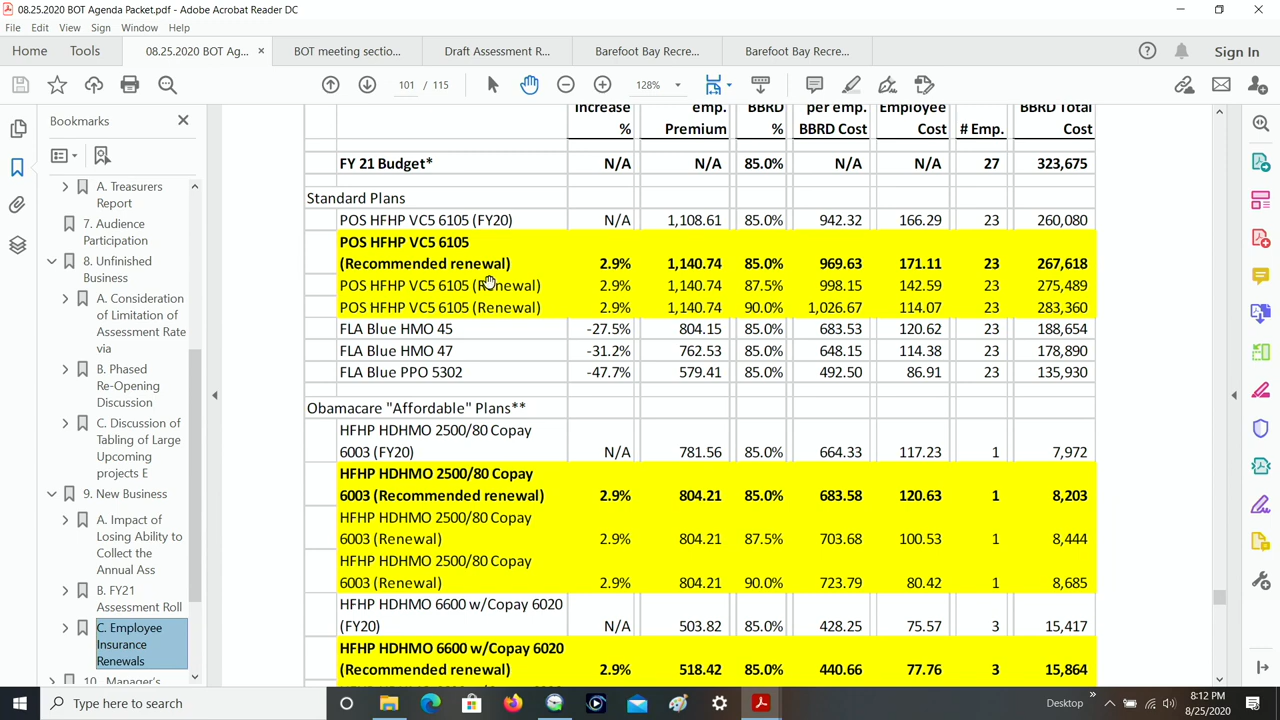 08.25.2020 BOT Agenda Packet.pdf - Adobe Acrobat Reader DC
File Edit View Sign Window Help
Home Tools 08.25.2020 BOT Ag... × BOT meeting sectio... Draft Assessment R... Barefoot Bay Recre... Barefoot Bay Recre... Sign In
101 / 115 128%
Bookmarks
A. Treasurers
Report
7. Audience
Participation
8. Unfinished
Business
A. Consideration
of Limitation of
Assessment Rate
via
B. Phased
Re-Opening
Discussion
C. Discussion of
Tabling of Large
Upcoming
projects E
9. New Business
A. Impact of
Losing Ability to
Collect the
Annual Ass
B. FY21
Assessment Roll
C. Employee
Insurance
Renewals
10. Manager's
Increase emp. BBRD per emp. Employee BBRD Total
% Premium % BBRD Cost Cost # Emp. Cost
FY 21 Budget* N/A N/A 85.0% N/A N/A 27 323,675
Standard Plans
POS HFHP VC5 6105 (FY20) N/A 1,108.61 85.0% 942.32 166.29 23 260,080
POS HFHP VC5 6105
(Recommended renewal) 2.9% 1,140.74 85.0% 969.63 171.11 23 267,618
POS HFHP VC5 6105 (Renewal) 2.9% 1,140.74 87.5% 998.15 142.59 23 275,489
POS HFHP VC5 6105 (Renewal) 2.9% 1,140.74 90.0% 1,026.67 114.07 23 283,360
FLA Blue HMO 45 -27.5% 804.15 85.0% 683.53 120.62 23 188,654
FLA Blue HMO 47 -31.2% 762.53 85.0% 648.15 114.38 23 178,890
FLA Blue PPO 5302 -47.7% 579.41 85.0% 492.50 86.91 23 135,930
Obamacare "Affordable" Plans**
HFHP HDHMO 2500/80 Copay
6003 (FY20) N/A 781.56 85.0% 664.33 117.23 1 7,972
HFHP HDHMO 2500/80 Copay
6003 (Recommended renewal) 2.9% 804.21 85.0% 683.58 120.63 1 8,203
HFHP HDHMO 2500/80 Copay
6003 (Renewal) 2.9% 804.21 87.5% 703.68 100.53 1 8,444
HFHP HDHMO 2500/80 Copay
6003 (Renewal) 2.9% 804.21 90.0% 723.79 80.42 1 8,685
HFHP HDHMO 6600 w/Copay 6020
(FY20) N/A 503.82 85.0% 428.25 75.57 3 15,417
HFHP HDHMO 6600 w/Copay 6020
(Recommended renewal) 2.9% 518.42 85.0% 440.66 77.76 3 15,864
Type here to search
Desktop
8:12 PM
8/25/2020